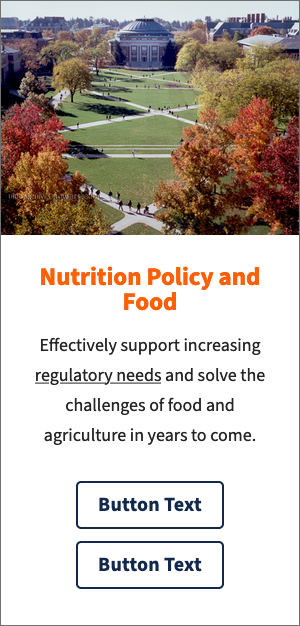 Nutrition Policy and
Food
Effectively support increasing
regulatory needs and solve the
challenges of food and
agriculture in years to come.
Button Text
Button Text